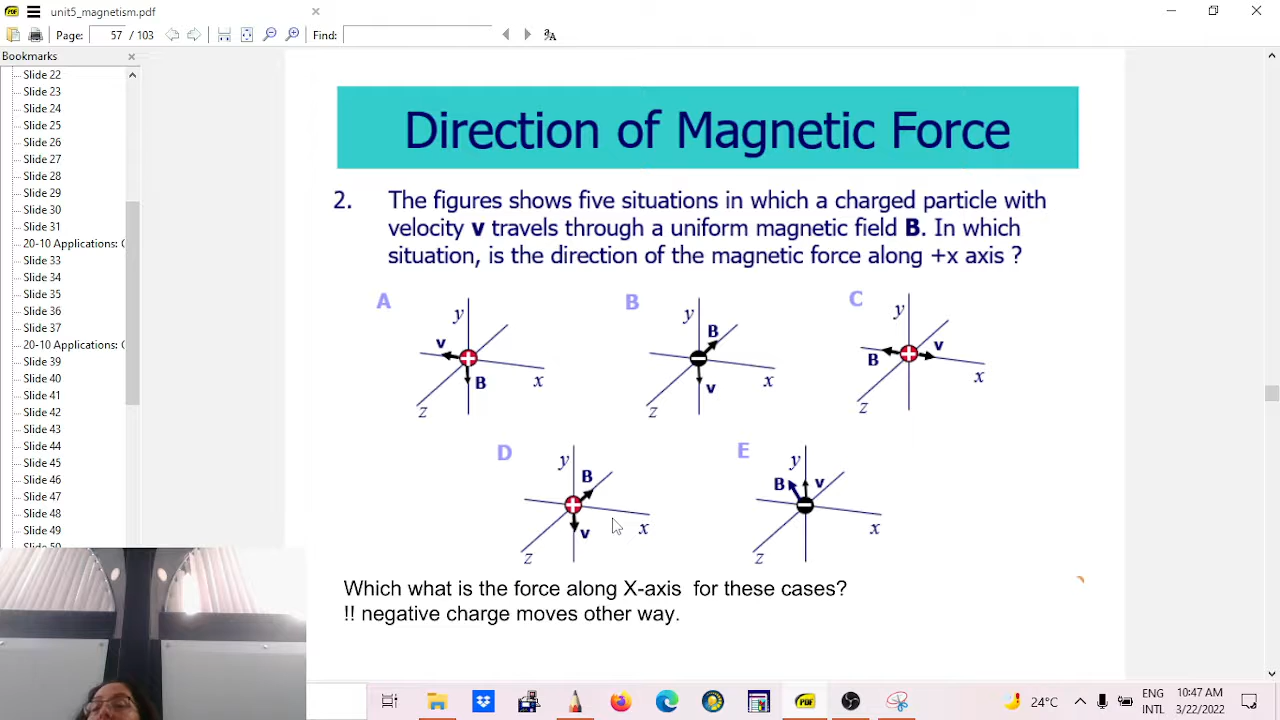 unit5_magnetism.pdf
Page: 57 / 103 Find:
Bookmarks
Slide 22
Slide 23
Slide 24
Slide 25
Slide 26
Slide 27
Slide 28
Slide 29
Slide 30
Slide 31
20-10 Applications:
Slide 33
Slide 34
Slide 35
Slide 36
Slide 37
20-10 Applications:
Slide 39
Slide 40
Slide 41
Slide 42
Slide 43
Slide 44
Slide 45
Slide 46
Slide 47
Slide 48
Slide 49
Slide 50
Direction of Magnetic Force
2. The figures shows five situations in which a charged particle with
velocity v travels through a uniform magnetic field B. In which
situation, is the direction of the magnetic force along +x axis ?
A y v B x z
B y B v x z
C y B v x z
D y B v x z
E y B v x z
Which what is the force along X-axis for these cases?
!! negative charge moves other way.
24°C ENG 10:47 AM
INTL 3/22/2022